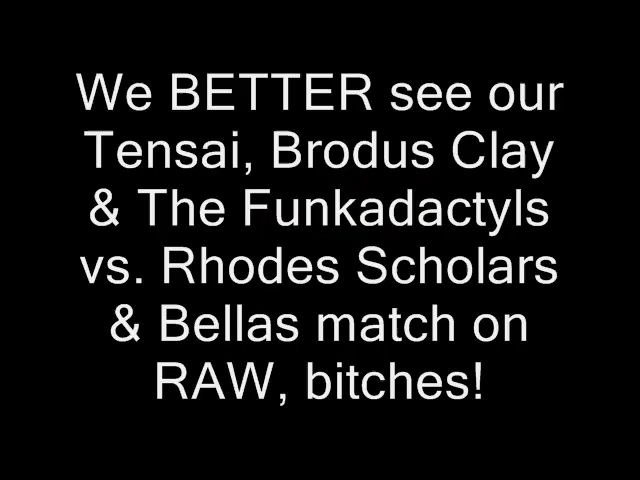 We BETTER see our
Tensai, Brodus Clay
& The Funkadactyls
vs. Rhodes Scholars
& Bellas match on
RAW, bitches!